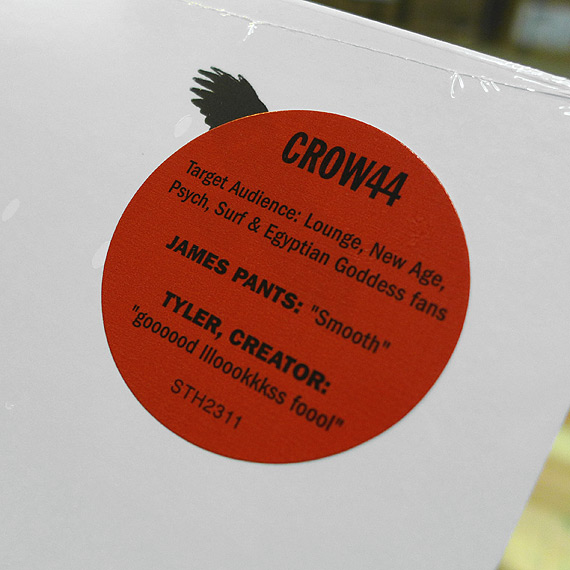 CROW44
Target Audience: Lounge, New Age,
Psych, Surf & Egyptian Goddess fans
JAMES PANTS: "Smooth"
TYLER, CREATOR:
"goooood llloookkkss foool"
STH2311